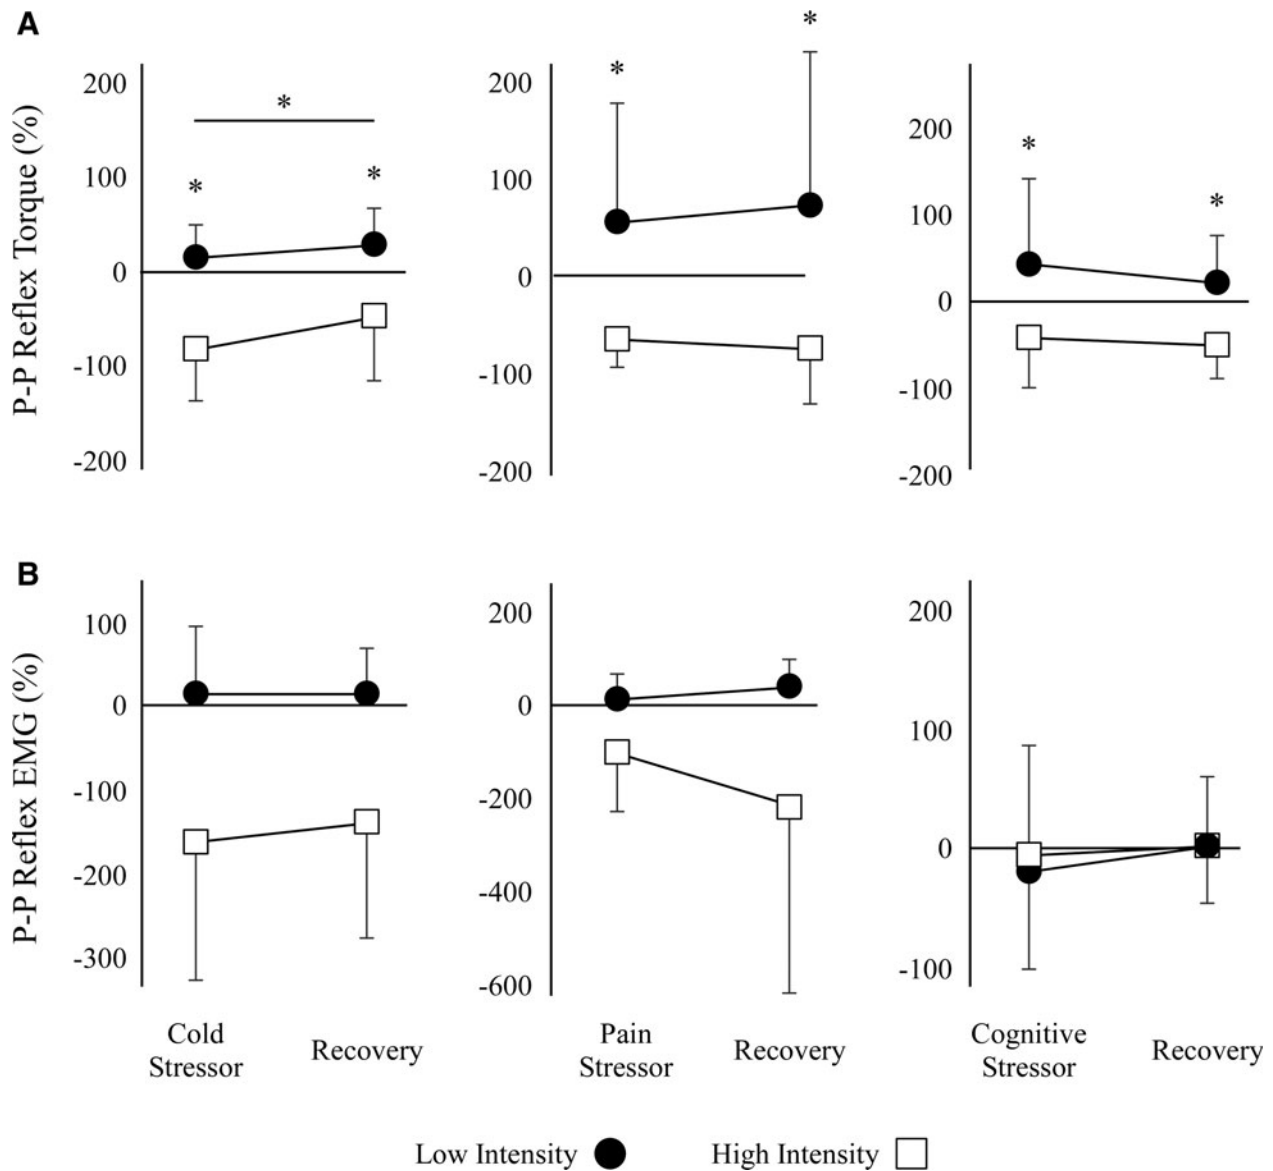 A
P-P Reflex Torque (%)
200
100
0
-100
-200
*
*
*
200
100
0
-100
-200
*
*
200
100
0
-100
-200
*
*
B
P-P Reflex EMG (%)
100
0
-100
-200
-300
200
0
-200
-400
-600
200
100
0
-100
Cold
Stressor
Recovery
Pain
Stressor
Recovery
Cognitive
Stressor
Recovery
Low Intensity
High Intensity